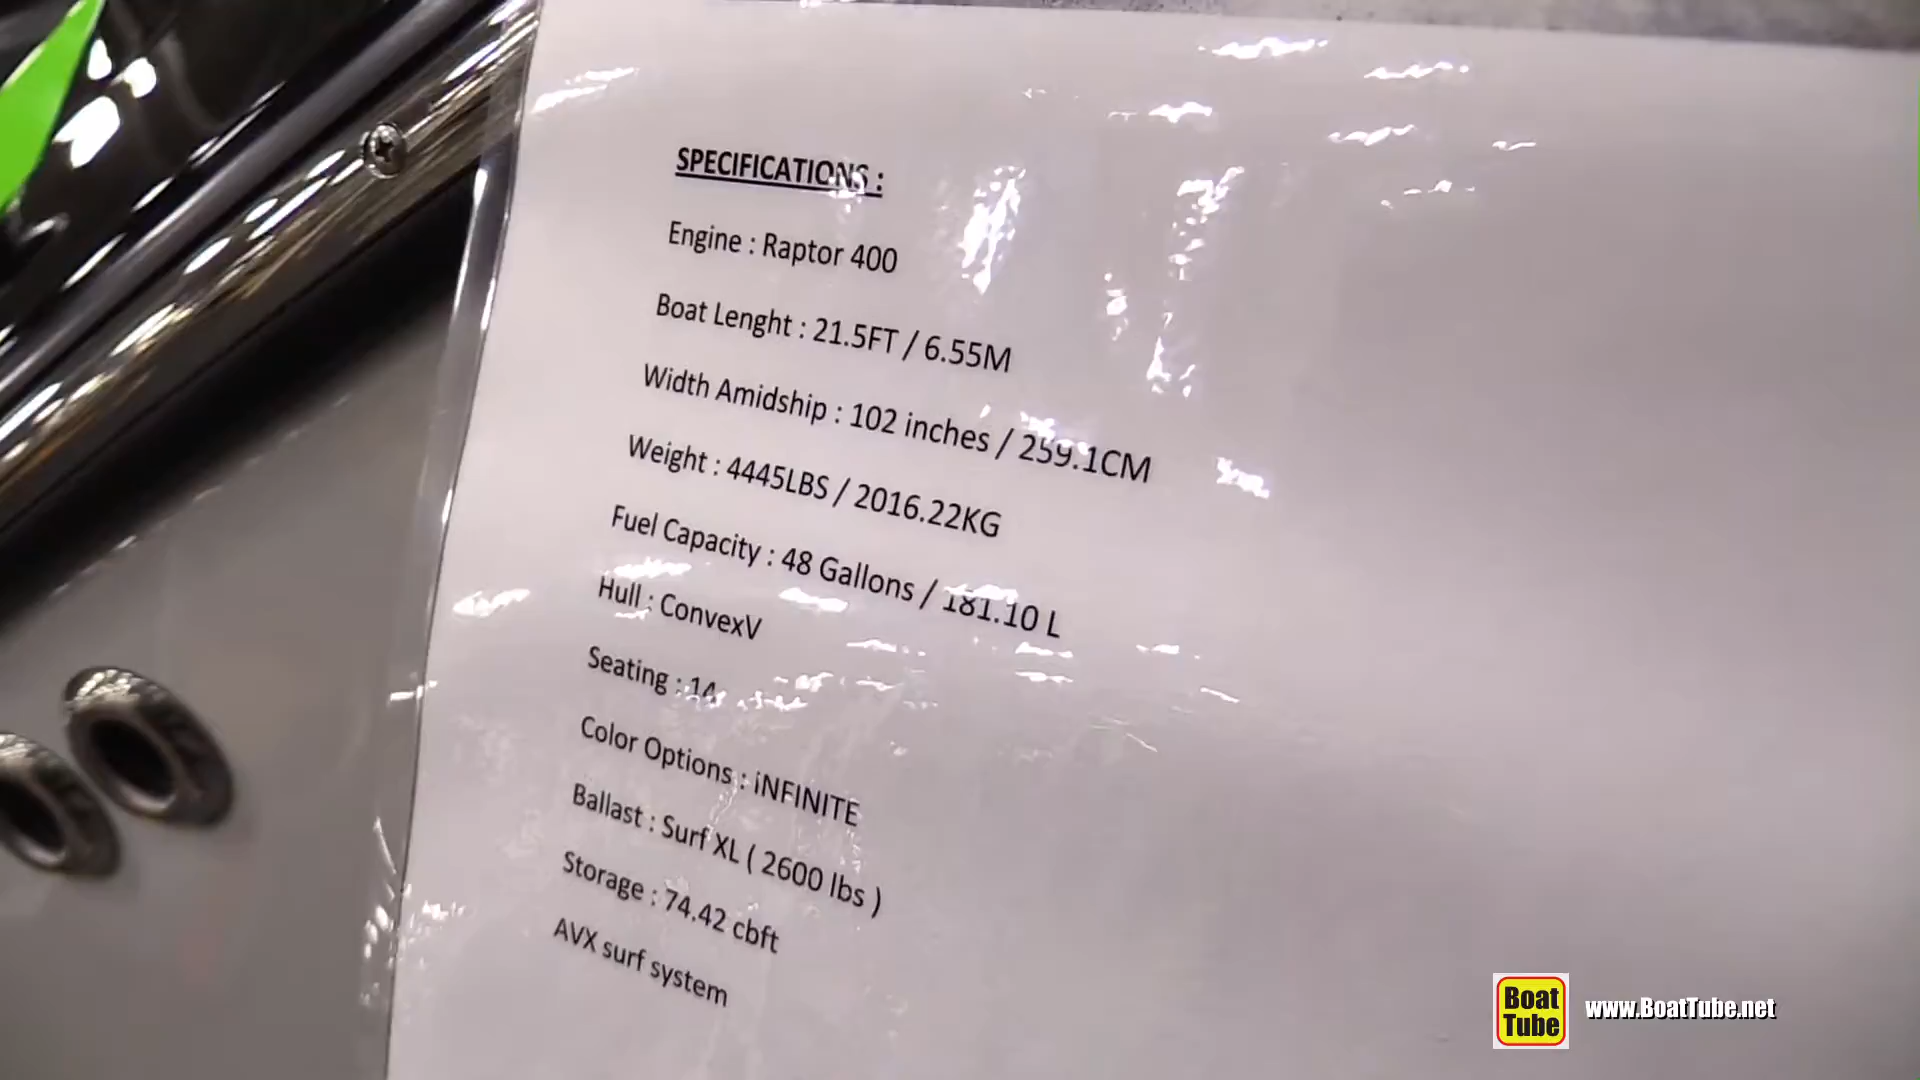 SPECIFICATIONS :
Engine : Raptor 400
Boat Lenght : 21.5FT / 6.55M
Width Amidship : 102 inches / 259.1CM
Weight : 4445LBS / 2016.22KG
Fuel Capacity : 48 Gallons / 181.10 L
Hull : ConvexV
Seating : 14
Color Options : iNFINITE
Ballast : Surf XL ( 2600 lbs )
Storage : 74.42 cbft
AVX surf system
Boat
Tube
www.BoatTube.net